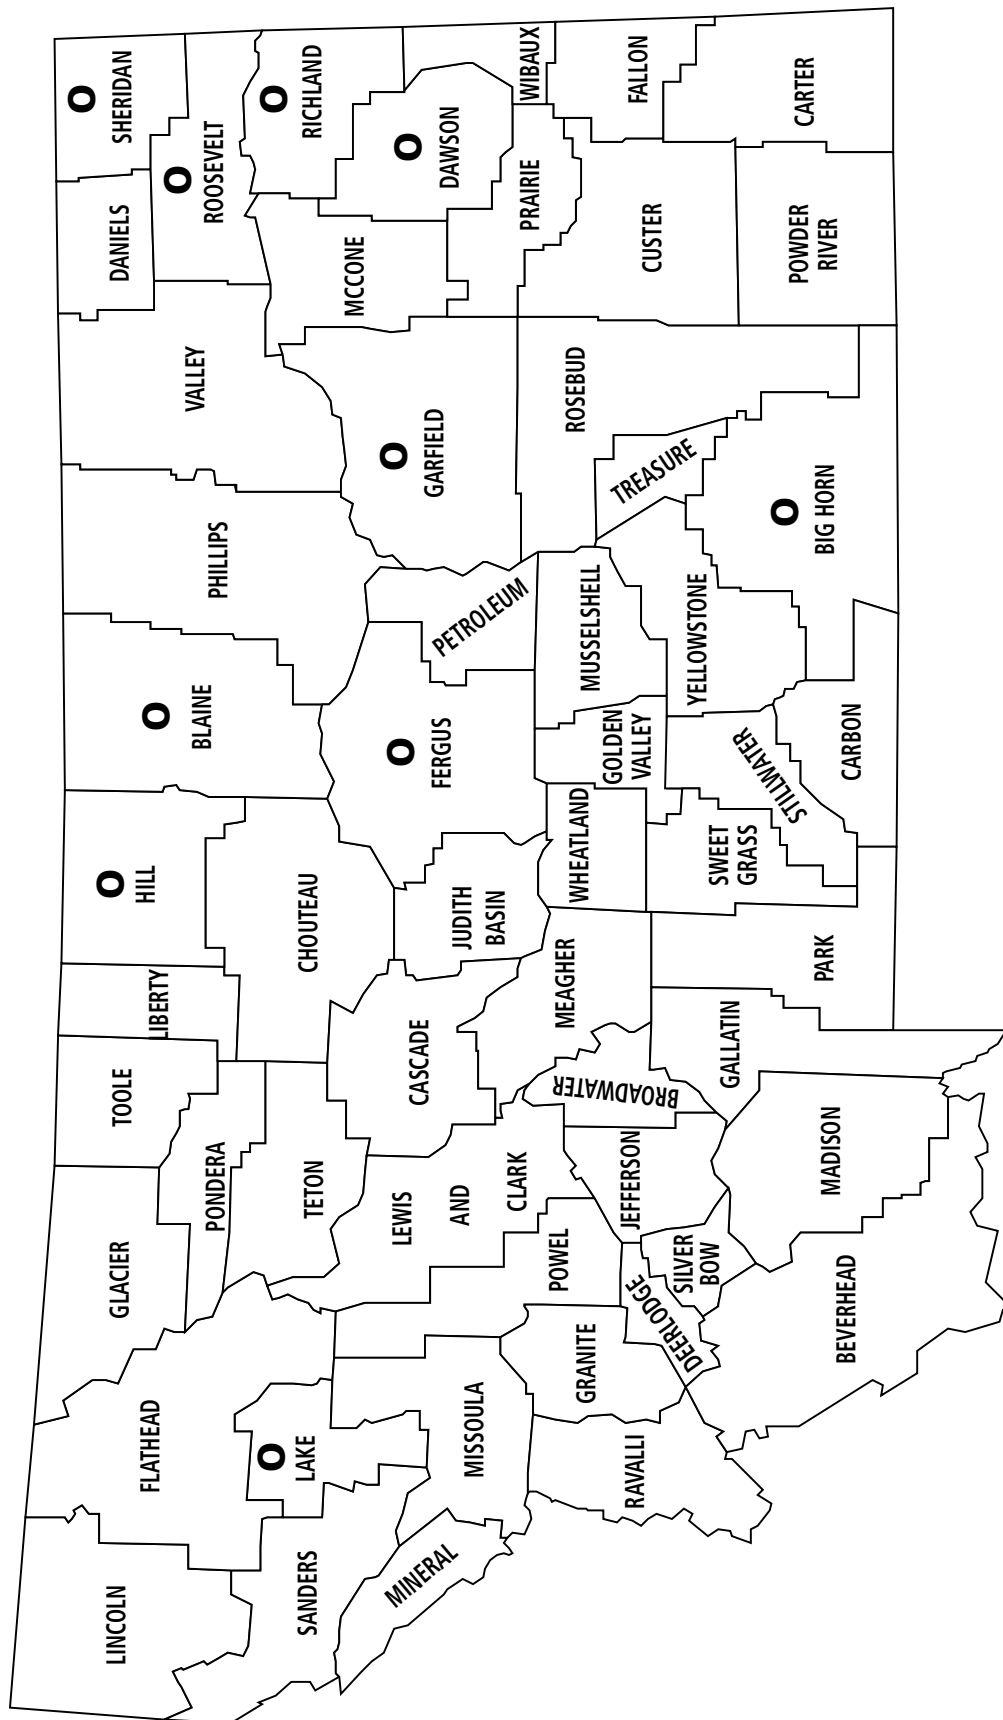 LINCOLN
FLATHEAD
GLACIER
TOOLE
LIBERTY
O
HILL
O
BLAINE
PHILLIPS
VALLEY
DANIELS
O
SHERIDAN
O
ROOSEVELT
SANDERS
O
LAKE
PONDERA
TETON
CHOUTEAU
O
RICHLAND
MCCONE
O
DAWSON
MINERAL
MISSOULA
LEWIS
AND
CLARK
CASCADE
JUDITH
BASIN
O
FERGUS
PETROLEUM
O
GARFIELD
PRAIRIE
WIBAUX
RAVALLI
GRANITE
POWEL
DEERLODGE
SILVER
BOW
JEFFERSON
BROADWATER
MEAGHER
WHEATLAND
GOLDEN
VALLEY
MUSSELSHELL
TREASURE
ROSEBUD
CUSTER
FALLON
BEVERHEAD
MADISON
GALLATIN
PARK
SWEET
GRASS
STILLWATER
CARBON
YELLOWSTONE
O
BIG HORN
POWDER
RIVER
CARTER